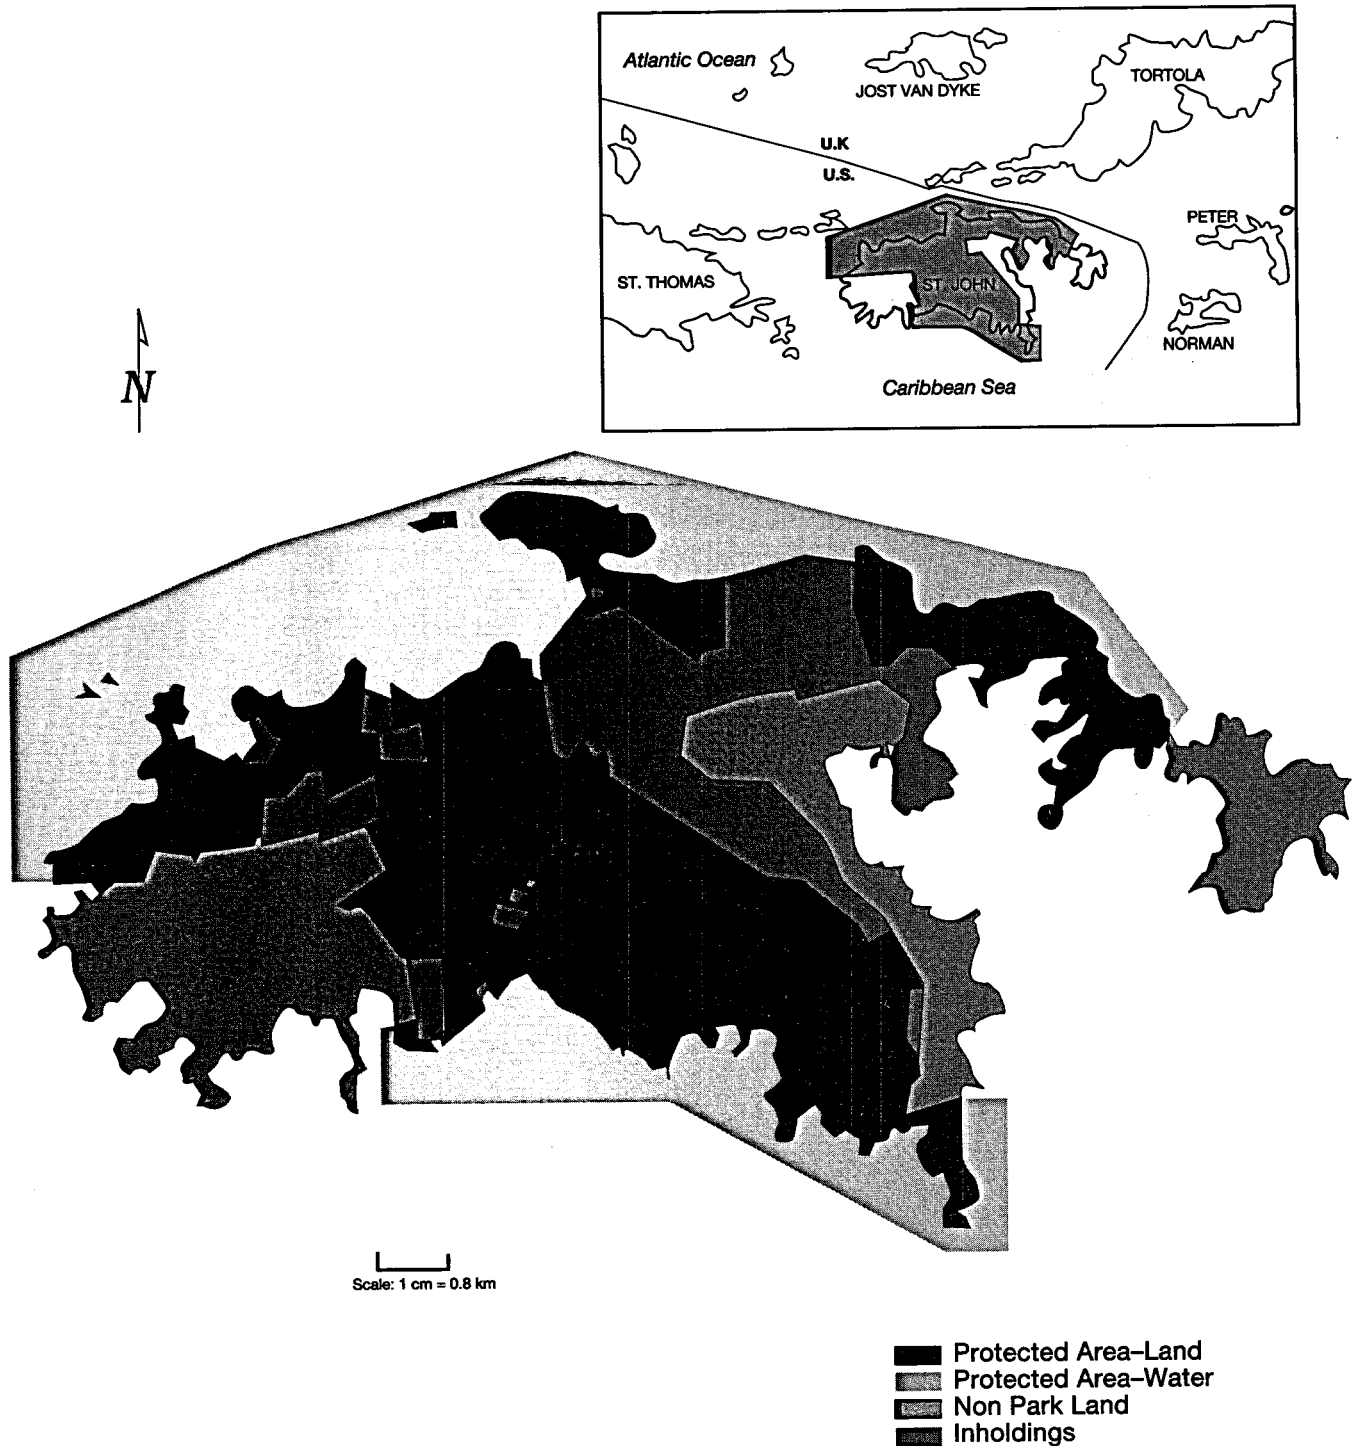 Atlantic Ocean
JOST VAN DYKE
TORTOLA
U.K
U.S.
PETER
ST. THOMAS
ST. JOHN
NORMAN
Caribbean Sea
N
Scale: 1 cm = 0.8 km
Protected Area–Land
Protected Area–Water
Non Park Land
Inholdings